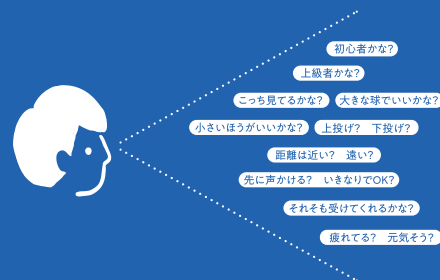 初心者かな?
上級者かな?
こっち見てるかな? 大きな球でいいかな?
小さいほうがいいかな? 上投げ? 下投げ?
距離は近い? 遠い?
先に声かける? いきなりでOK?
それそも受けてくれるかな?
疲れてる? 元気そう?